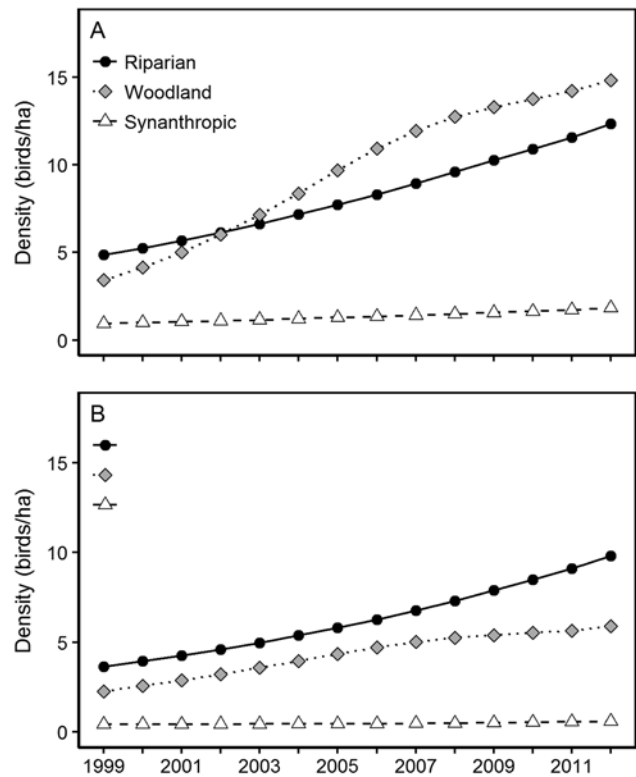 A
Riparian
Woodland
Synanthropic
15
10
5
0
Density (birds/ha)
B
15
10
5
0
Density (birds/ha)
1999 2001 2003 2005 2007 2009 2011